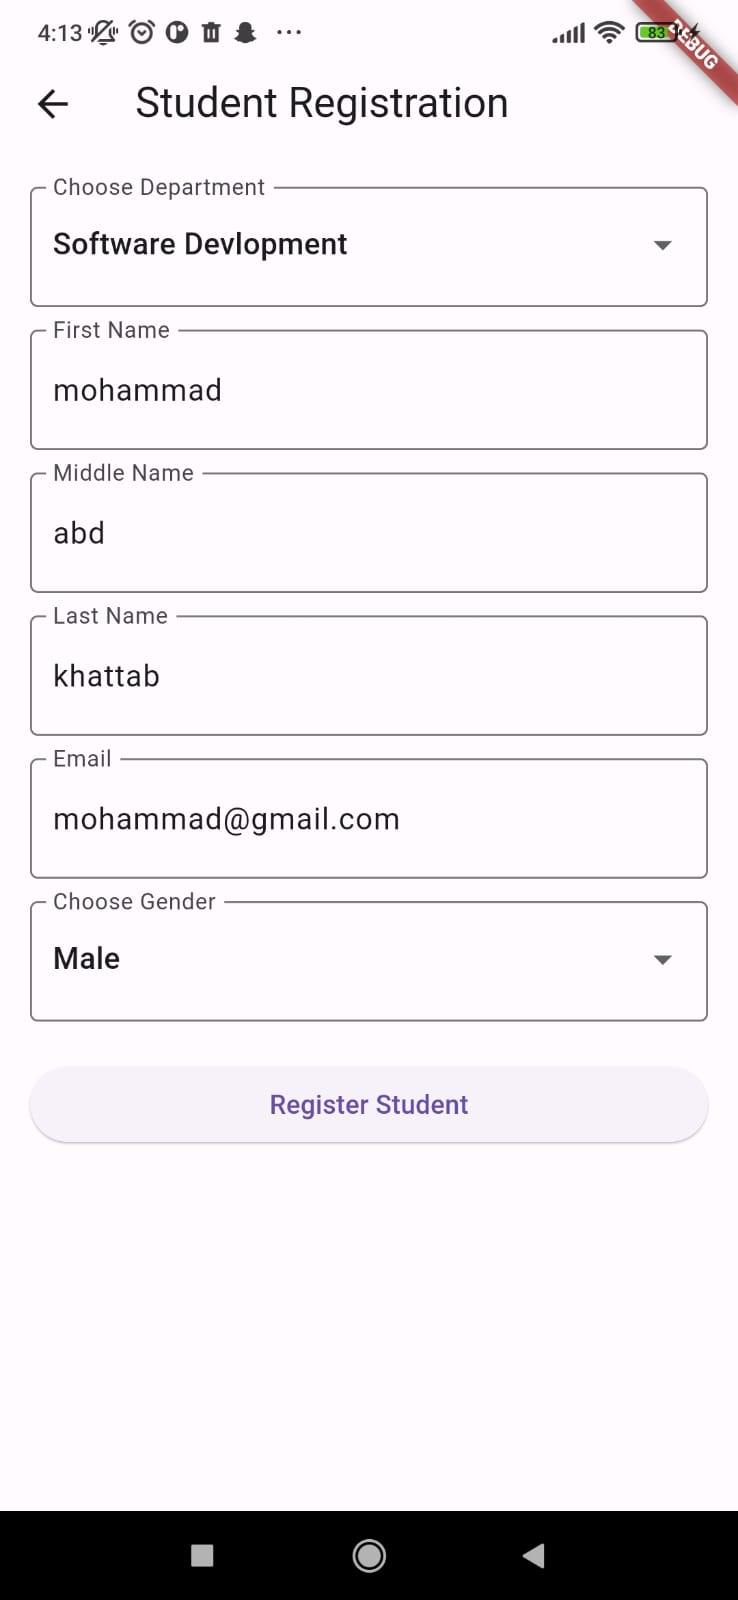 4:13
83
DEBUG
Student Registration
Choose Department
Software Devlopment
First Name
mohammad
Middle Name
abd
Last Name
khattab
Email
mohammad@gmail.com
Choose Gender
Male
Register Student